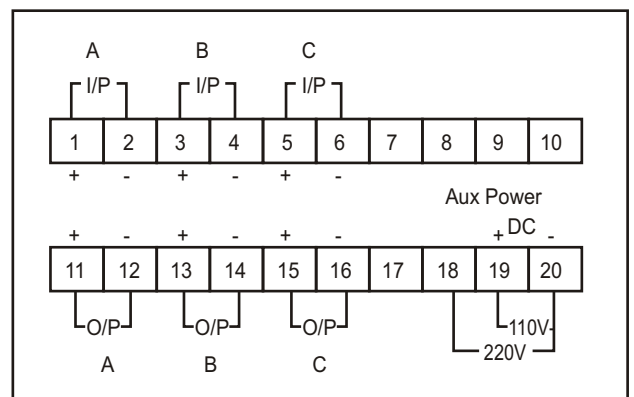 A B C
I/P I/P I/P
1 2 3 4 5 6 7 8 9 10
+ - + - + -
Aux Power
+ - + - + - + DC -
11 12 13 14 15 16 17 18 19 20
O/P O/P O/P 110V
220V
A B C